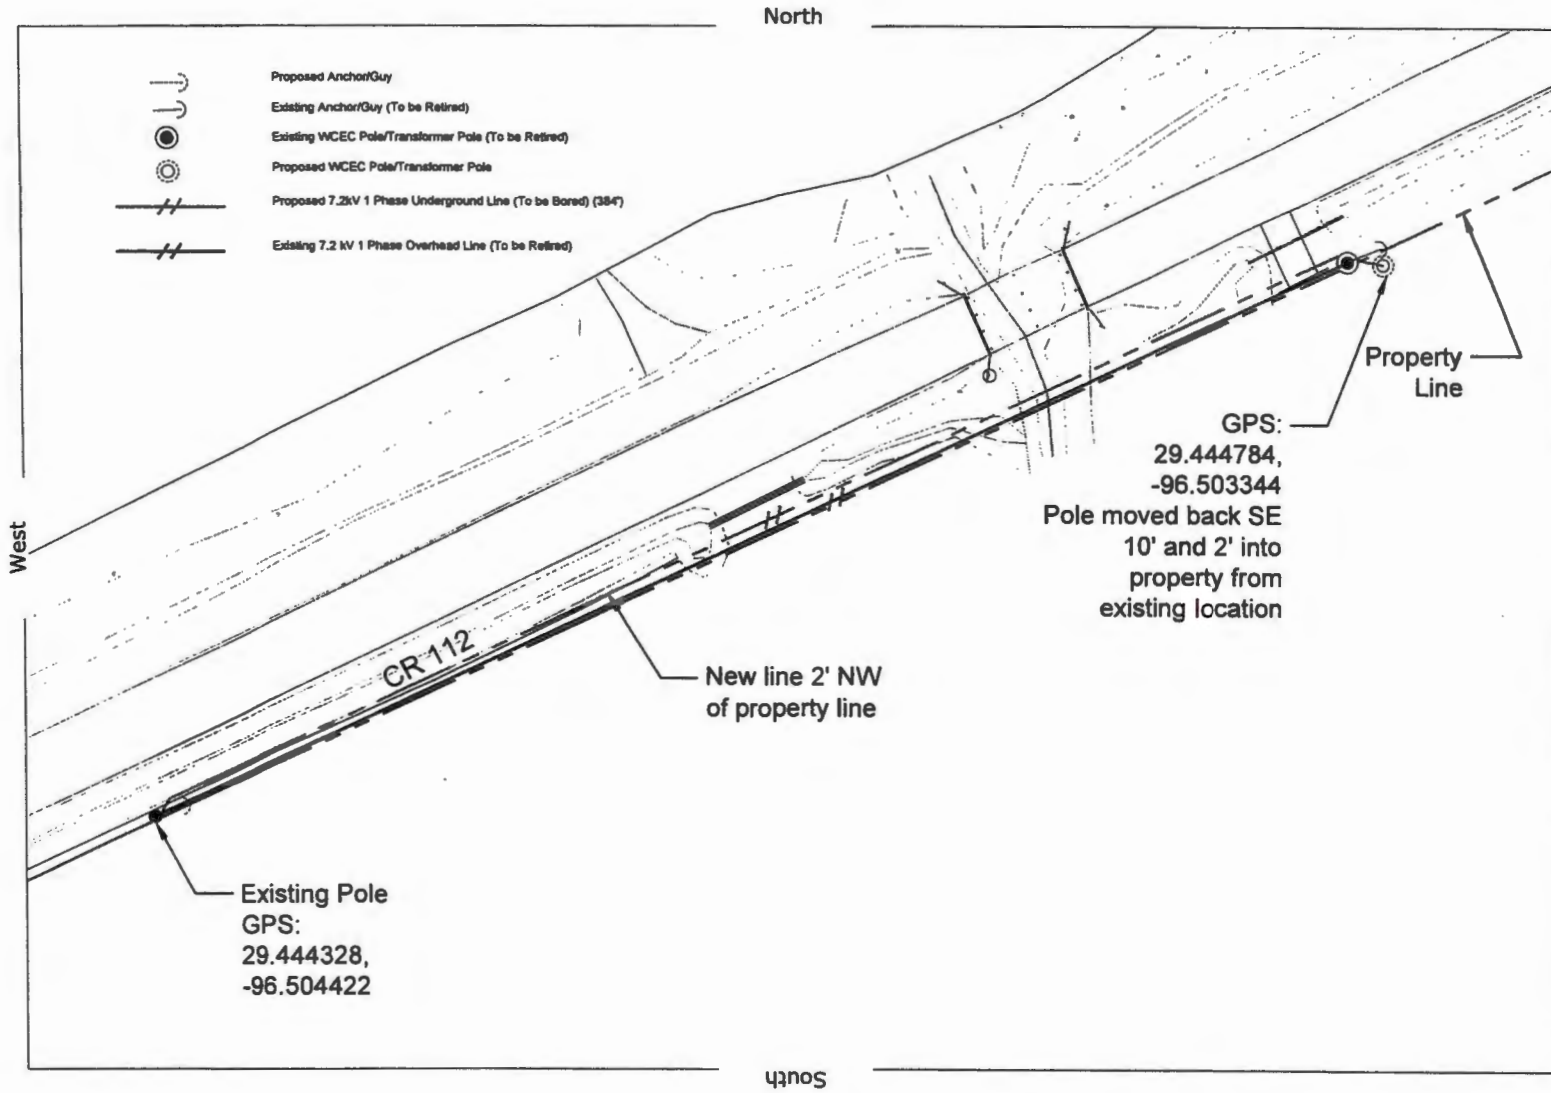 North
Proposed Anchor/Guy
Existing Anchor/Guy (To be Retired)
Existing WCEC Pole/Transformer Pole (To be Retired)
Proposed WCEC Pole/Transformer Pole
Proposed 7.2kV 1 Phase Underground Line (To be Bored) (384')
Existing 7.2 kV 1 Phase Overhead Line (To be Retired)
Property
Line
GPS:
29.444784,
-96.503344
Pole moved back SE
10' and 2' into
property from
existing location
West
CR 112
New line 2' NW
of property line
Existing Pole
GPS:
29.444328,
-96.504422
South